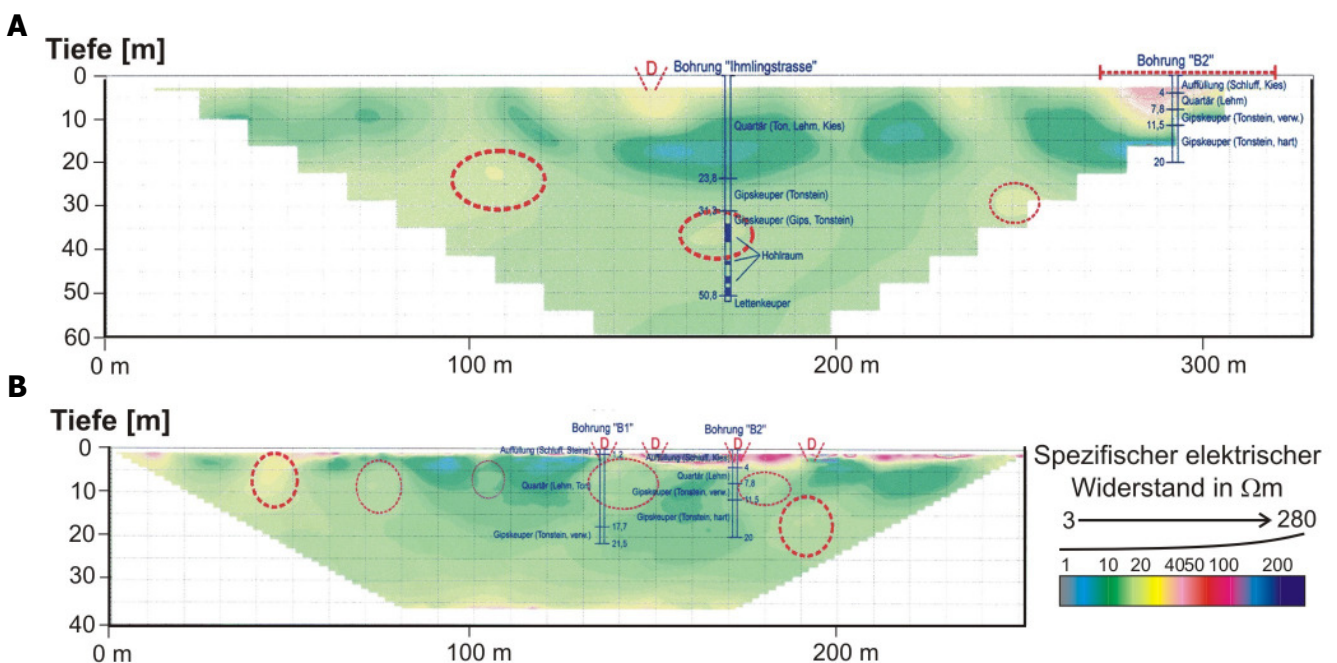 A
Tiefe [m]
D
Bohrung "Ihmlingstrasse"
Bohrung "B2"
0
10
20
30
40
50
60
Auffüllung (Schluff, Kies)
4
Quartär (Lehm)
7,8
Gipskeuper (Tonstein, verw.)
11,5
Gipskeuper (Tonstein, hart)
20
Quartär (Ton, Lehm, Kies)
23,8
Gipskeuper (Tonstein)
Gipskeuper (Gips, Tonstein)
Hohlraum
50,8
Lettenkeuper
0 m
100 m
200 m
300 m
B
Tiefe [m]
Bohrung "B1"
Bohrung "B2"
D
D
D
D
0
10
20
30
40
Auffüllung (Schluff, Steine)
1,2
Quartär (Lehm, Ton)
17,7
Gipskeuper (Tonstein, verw.)
21,5
Auffüllung (Schluff, Kies)
4
Quartär (Lehm)
7,8
Gipskeuper (Tonstein, verw.)
11,5
Gipskeuper (Tonstein, hart)
20
0 m
100 m
200 m
Spezifischer elektrischer
Widerstand in Ωm
3
280
1
10
20
40
50
100
200